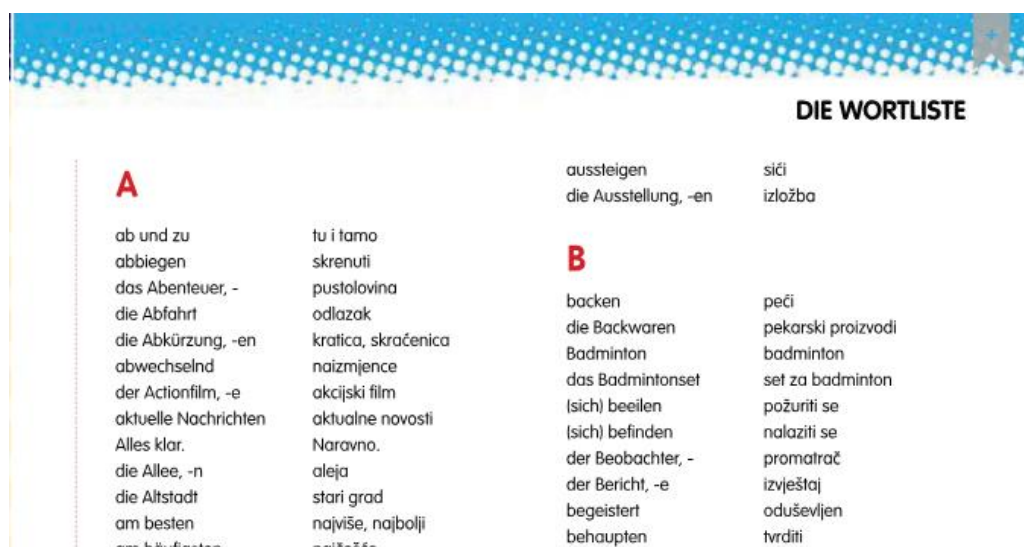 DIE WORTLISTE
A
ab und zu tu i tamo
abbiegen skrenuti
das Abenteuer, - pustolovina
die Abfahrt odlazak
die Abkürzung, -en kratica, skraćenica
abwechselnd naizmjence
der Actionfilm, -e akcijski film
aktuelle Nachrichten aktualne novosti
Alles klar. Naravno.
die Allee, -n aleja
die Altstadt stari grad
am besten najviše, najbolji
aussteigen sići
die Ausstellung, -en izložba
B
backen peći
die Backwaren pekarski proizvodi
Badminton badminton
das Badmintonset set za badminton
(sich) beeilen požuriti se
(sich) befinden nalaziti se
der Beobachter, - promatrač
der Bericht, -e izvještaj
begeistert oduševljen
behaupten tvrditi